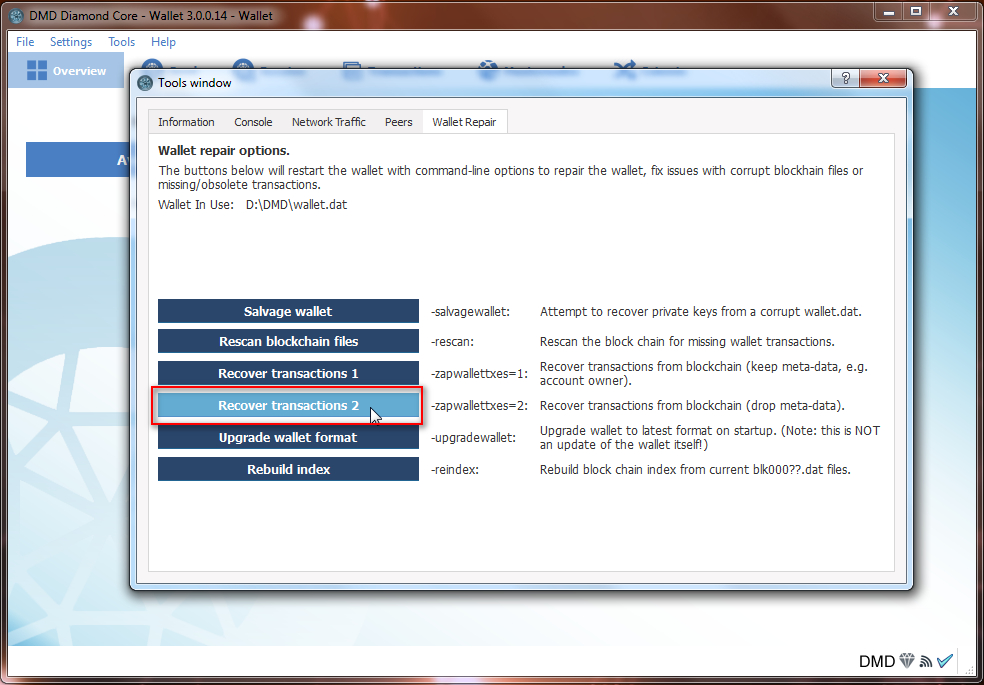 DMD Diamond Core - Wallet 3.0.0.14 - Wallet
File Settings Tools Help
Overview
Tools window
Information Console Network Traffic Peers Wallet Repair
Wallet repair options.
The buttons below will restart the wallet with command-line options to repair the wallet, fix issues with corrupt blockhain files or
missing/obsolete transactions.
Wallet In Use: D:\DMD\wallet.dat
Salvage wallet -salvagewallet: Attempt to recover private keys from a corrupt wallet.dat.
Rescan blockchain files -rescan: Rescan the block chain for missing wallet transactions.
Recover transactions 1 -zapwallettxes=1: Recover transactions from blockchain (keep meta-data, e.g.
account owner).
Recover transactions 2 -zapwallettxes=2: Recover transactions from blockchain (drop meta-data).
Upgrade wallet format -upgradewallet: Upgrade wallet to latest format on startup. (Note: this is NOT
an update of the wallet itself!)
Rebuild index -reindex: Rebuild block chain index from current blk000??.dat files.
DMD